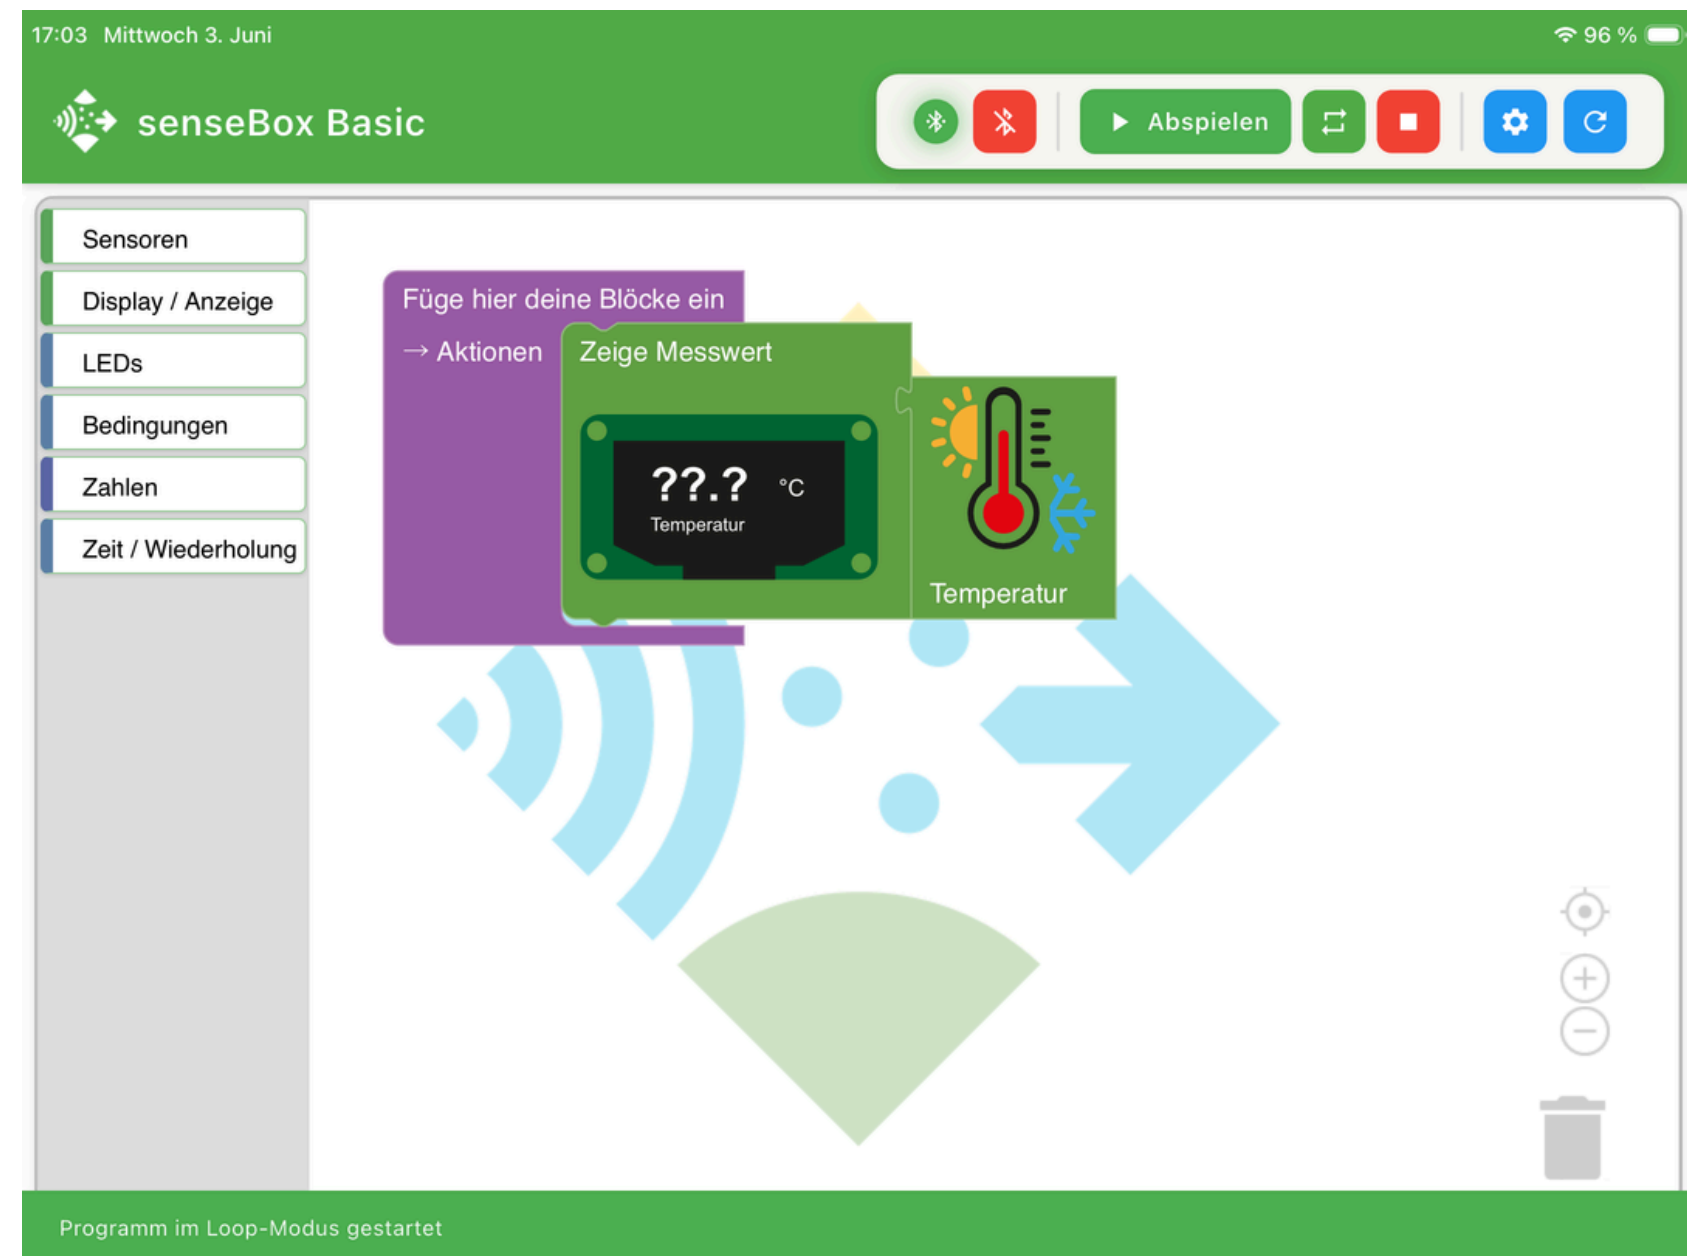 17:03 Mittwoch 3. Juni
96 %
senseBox Basic
Abspielen
Sensoren
Display / Anzeige
LEDs
Bedingungen
Zahlen
Zeit / Wiederholung
Füge hier deine Blöcke ein
→ Aktionen
Zeige Messwert
??.? °C
Temperatur
Temperatur
Programm im Loop-Modus gestartet